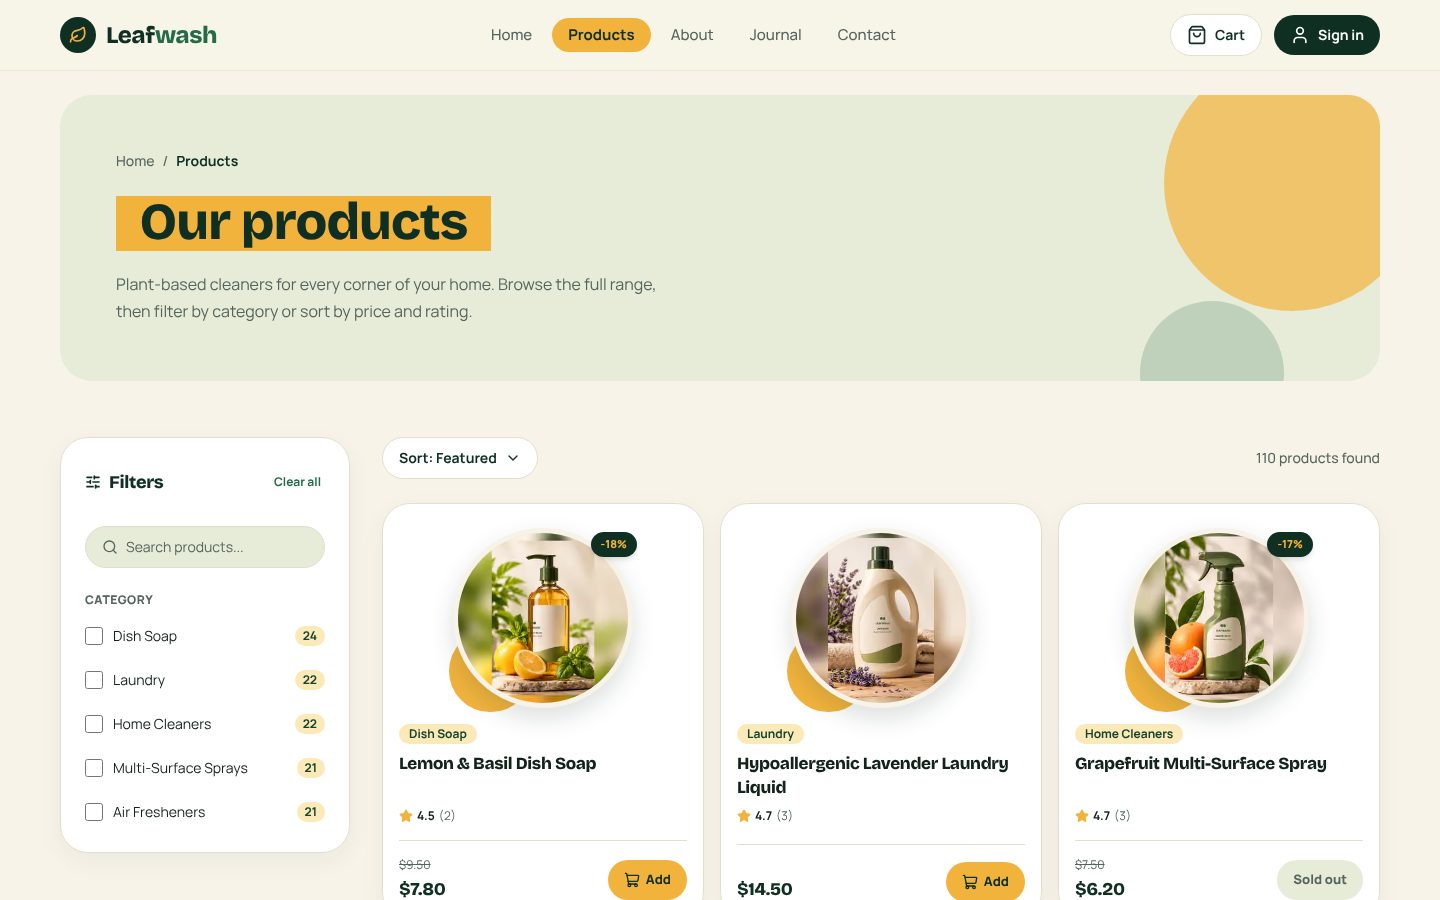 Leafwash
Home
Products
About
Journal
Contact
Cart
Sign in
Home / Products
Our products
Plant-based cleaners for every corner of your home. Browse the full range,
then filter by category or sort by price and rating.
Filters
Clear all
Search products...
CATEGORY
Dish Soap 24
Laundry 22
Home Cleaners 22
Multi-Surface Sprays 21
Air Fresheners 21
Sort: Featured
110 products found
-18%
Dish Soap
Lemon & Basil Dish Soap
4.5 (2)
$9.50
$7.80
Add
Laundry
Hypoallergenic Lavender Laundry
Liquid
4.7 (3)
$14.50
Add
-17%
Home Cleaners
Grapefruit Multi-Surface Spray
4.7 (3)
$7.50
$6.20
Sold out